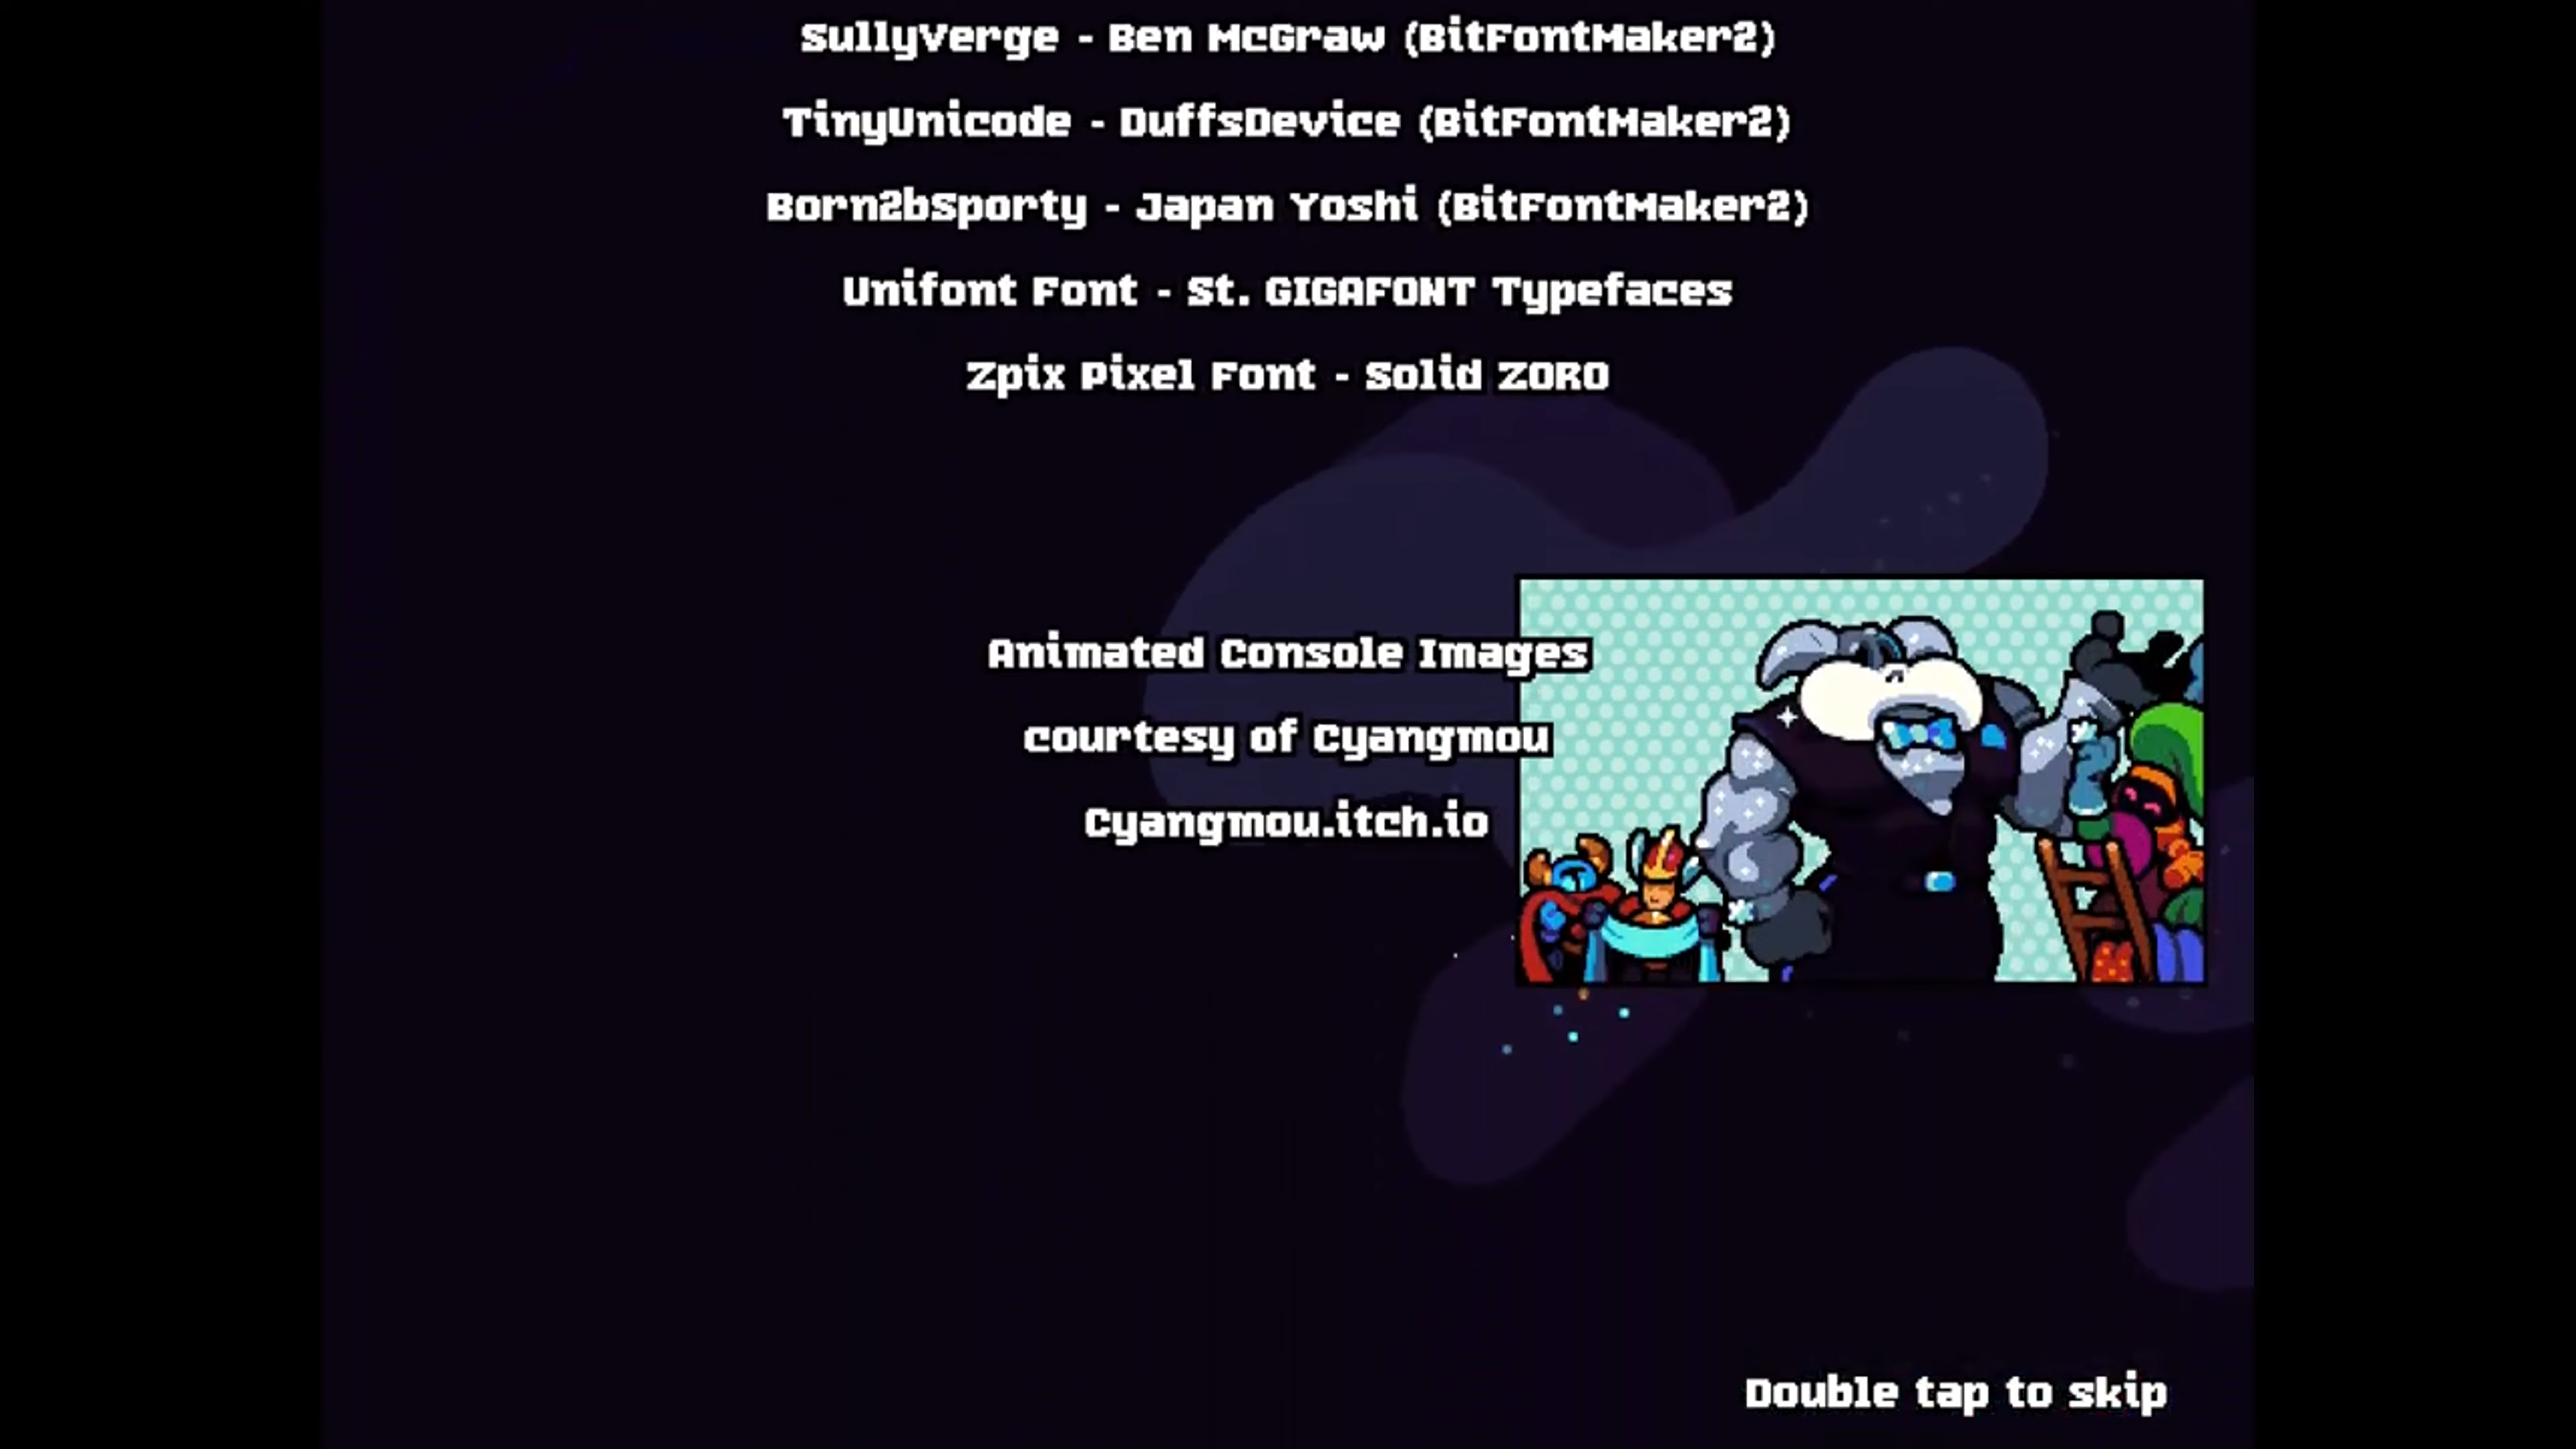 SullyVerge - Ben McGraw (BitFontMaker2)
TinyUnicode - DuffsDevice (BitFontMaker2)
Born2bSporty - Japan Yoshi (BitFontMaker2)
Unifont Font - St. GIGAFONT Typefaces
Zpix Pixel Font - Solid ZORO
Animated Console Images
courtesy of Cyangmou
Cyangmou.itch.io
Double tap to skip